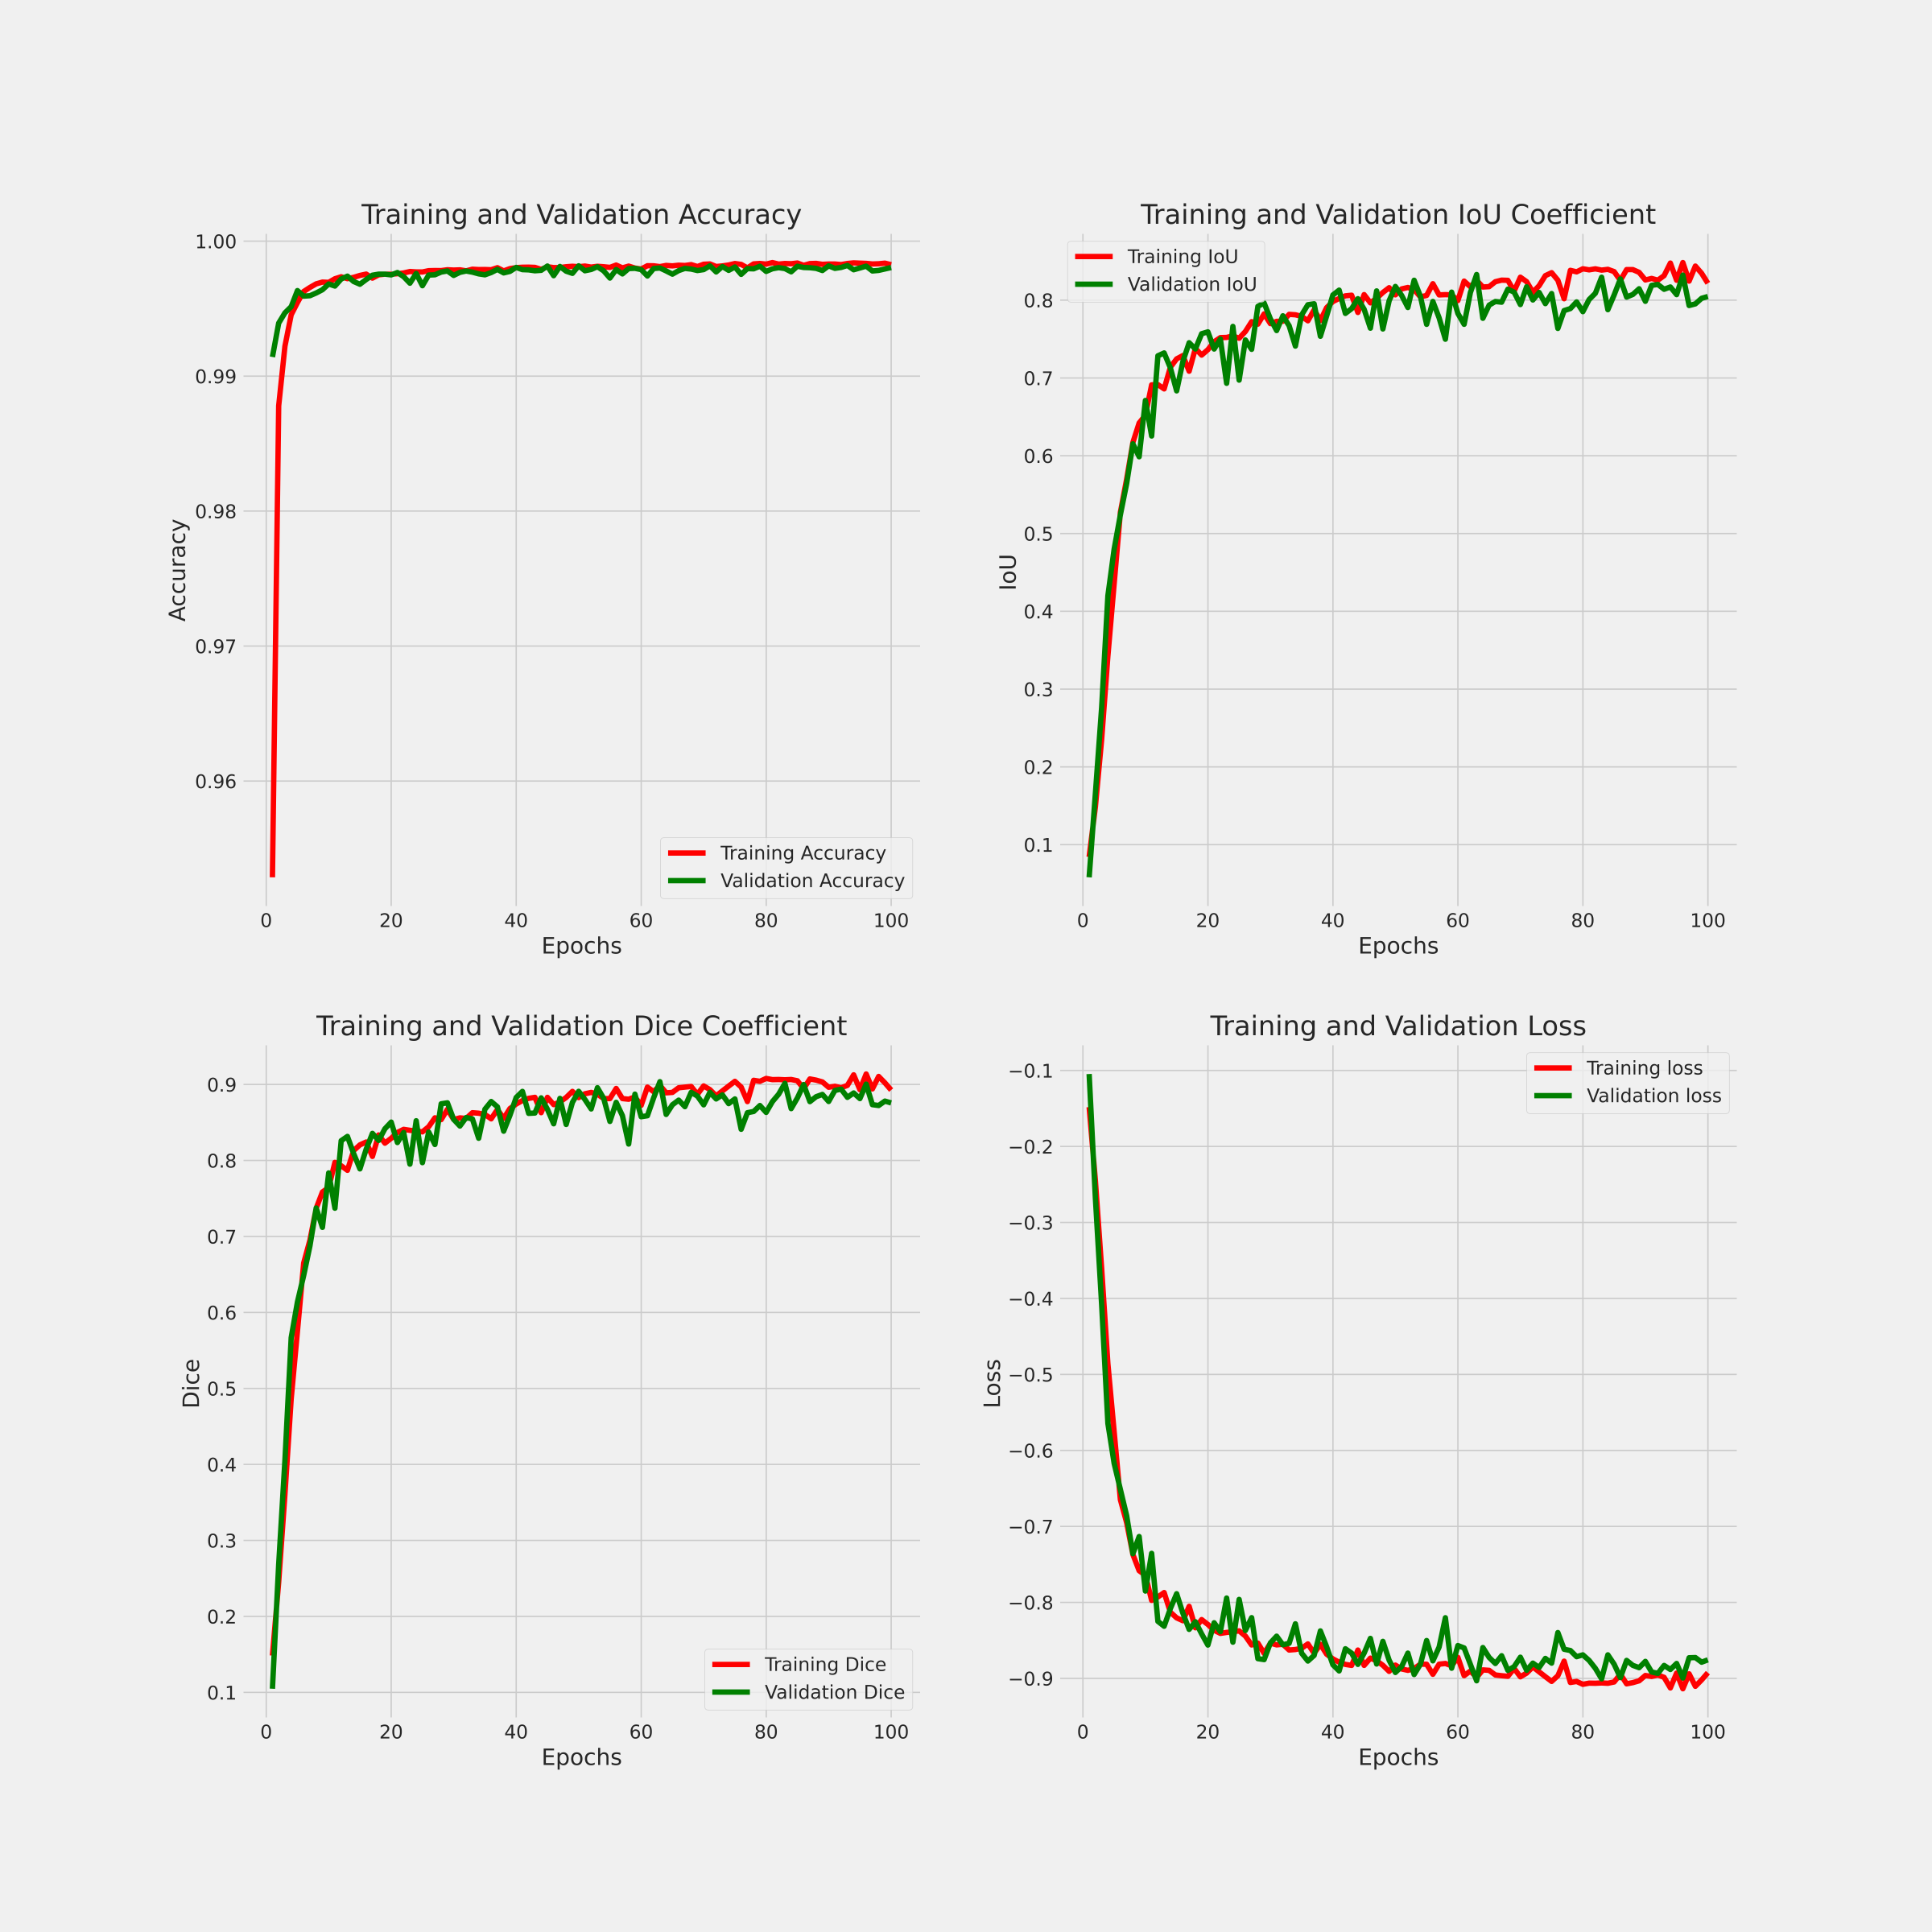 Training and Validation Accuracy
1.00
0.99
0.98
0.97
0.96
Accuracy
Training Accuracy
Validation Accuracy
0 20 40 60 80 100
Epochs
Training and Validation IoU Coefficient
Training IoU
Validation IoU
0.8
0.7
0.6
0.5
0.4
0.3
0.2
0.1
IoU
0 20 40 60 80 100
Epochs
Training and Validation Dice Coefficient
0.9
0.8
0.7
0.6
0.5
0.4
0.3
0.2
0.1
Dice
Training Dice
Validation Dice
0 20 40 60 80 100
Epochs
Training and Validation Loss
Training loss
Validation loss
−0.1
−0.2
−0.3
−0.4
−0.5
−0.6
−0.7
−0.8
−0.9
Loss
0 20 40 60 80 100
Epochs